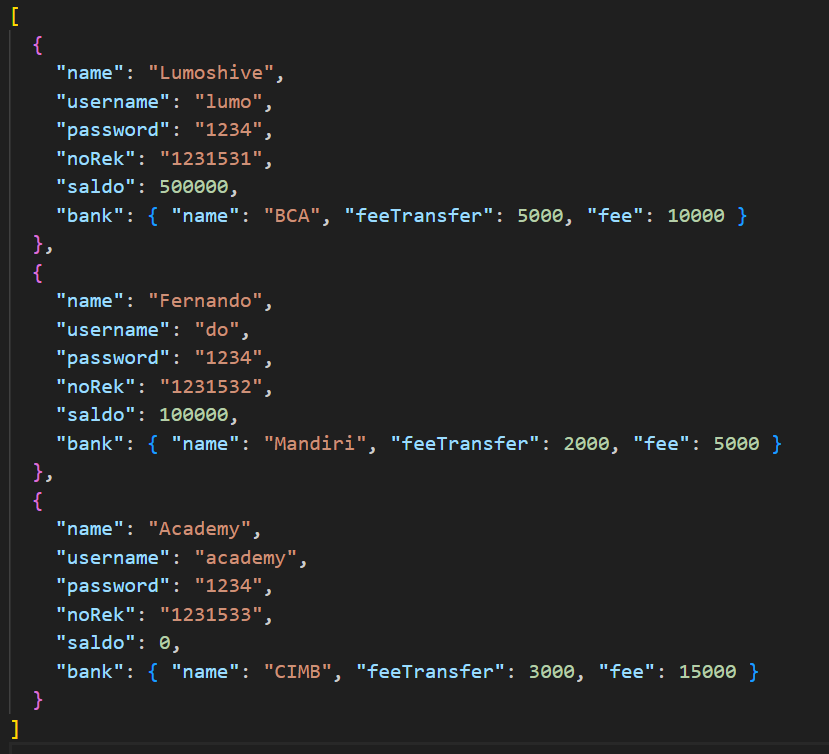 [
  {
    "name": "Lumoshive",
    "username": "lumo",
    "password": "1234",
    "noRek": "1231531",
    "saldo": 500000,
    "bank": { "name": "BCA", "feeTransfer": 5000, "fee": 10000 }
  },
  {
    "name": "Fernando",
    "username": "do",
    "password": "1234",
    "noRek": "1231532",
    "saldo": 100000,
    "bank": { "name": "Mandiri", "feeTransfer": 2000, "fee": 5000 }
  },
  {
    "name": "Academy",
    "username": "academy",
    "password": "1234",
    "noRek": "1231533",
    "saldo": 0,
    "bank": { "name": "CIMB", "feeTransfer": 3000, "fee": 15000 }
  }
]